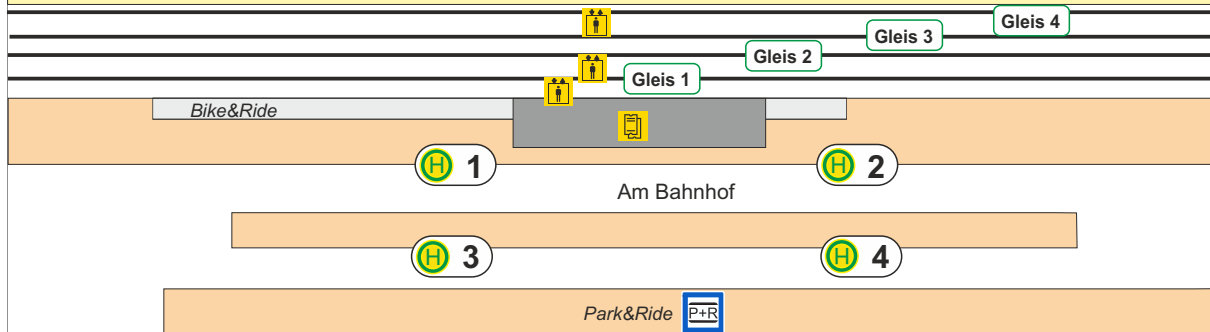 Gleis 4
Gleis 3
Gleis 2
Gleis 1
Bike&Ride
H 1
H 2
Am Bahnhof
H 3
H 4
Park&Ride P+R